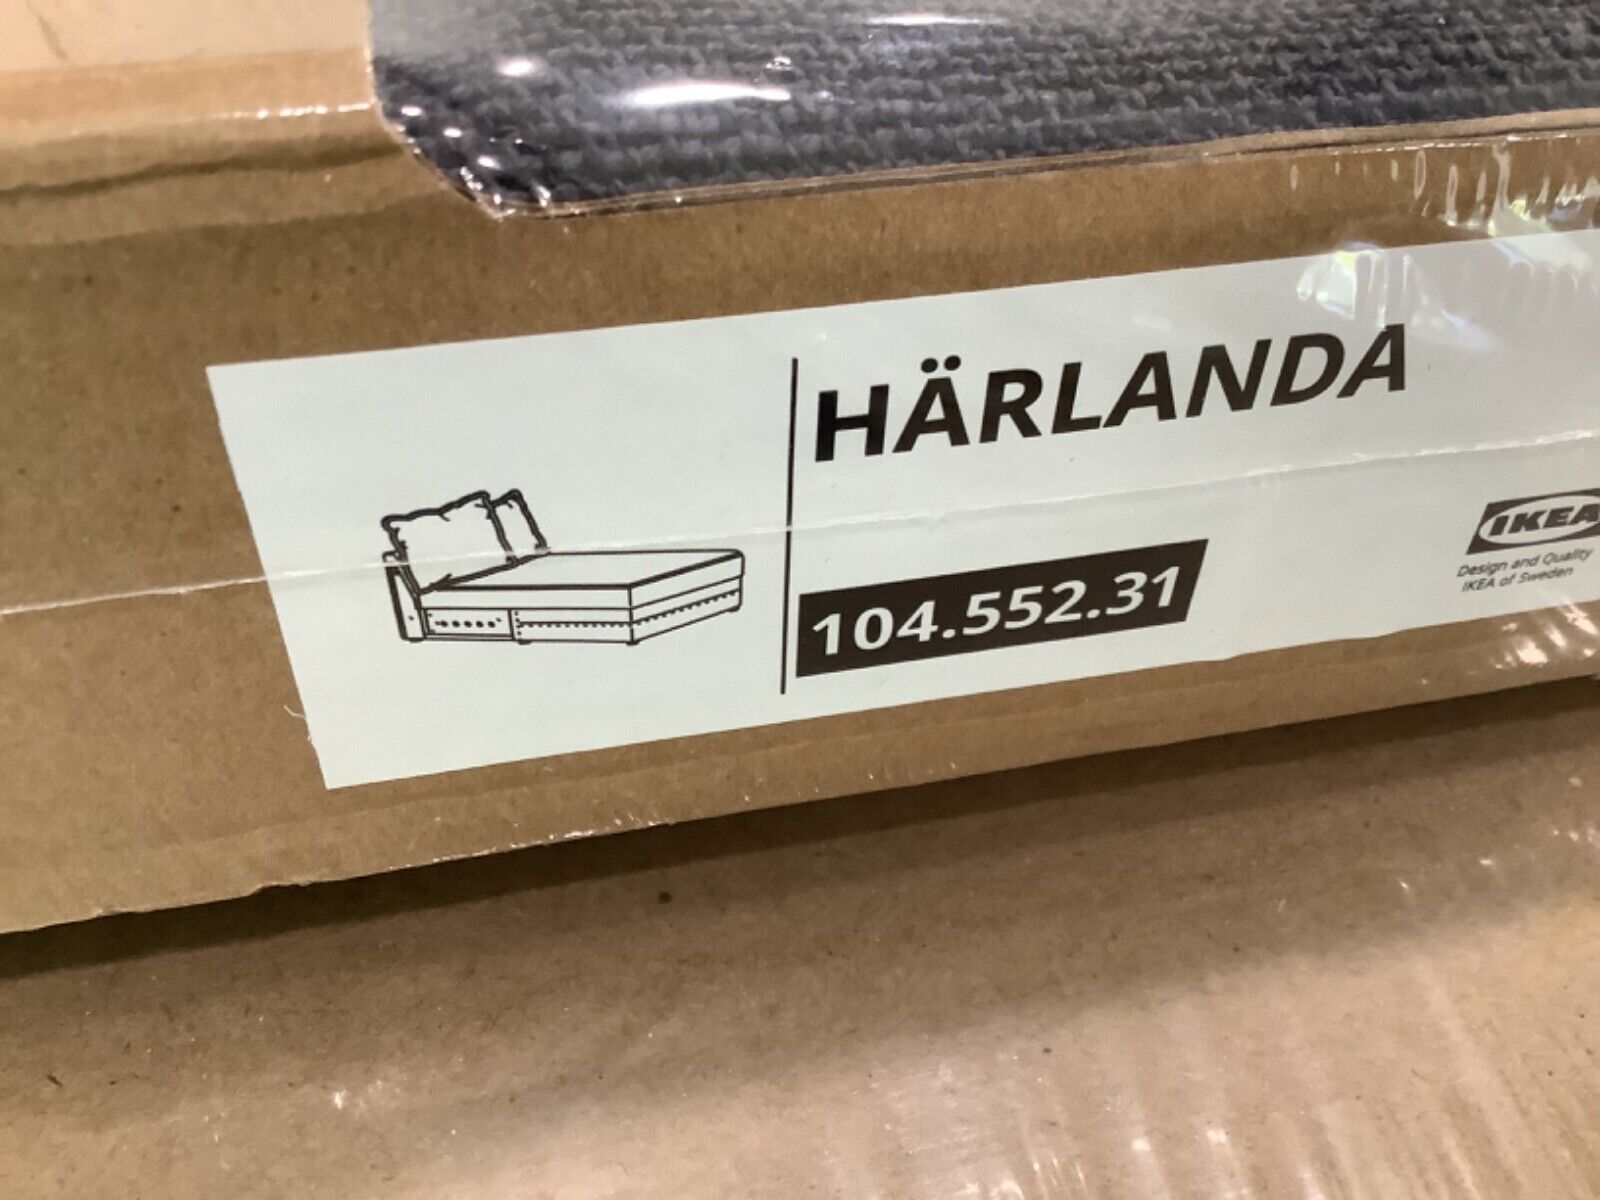 HÄRLANDA
104.552.31
IKEA
Design and Quality
IKEA of Sweden